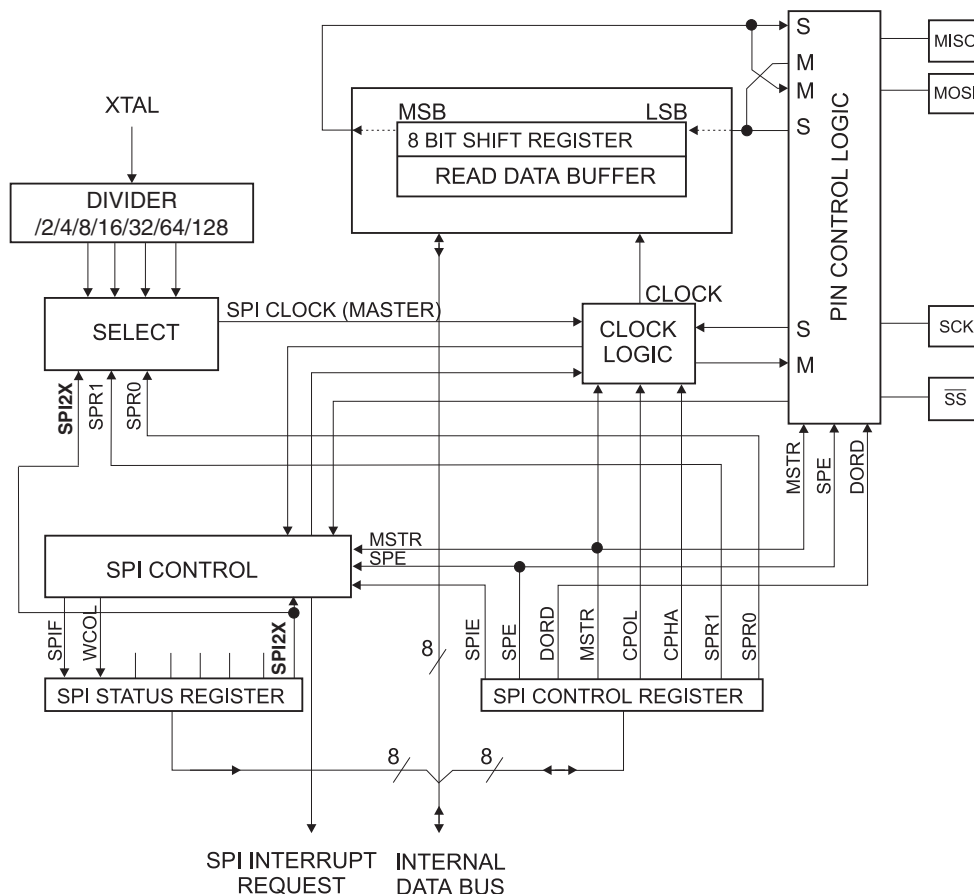 S
MISO
M
MOSI
M
S
PIN CONTROL LOGIC
XTAL
MSB
LSB
8 BIT SHIFT REGISTER
READ DATA BUFFER
DIVIDER
/2/4/8/16/32/64/128
SPI CLOCK (MASTER)
CLOCK
SELECT
CLOCK
LOGIC
S
M
SCK
SS
SPI2X
SPR1
SPR0
MSTR
SPE
DORD
MSTR
SPE
SPI CONTROL
SPIF
WCOL
SPI2X
8
SPIE
SPE
DORD
MSTR
CPOL
CPHA
SPR1
SPR0
SPI STATUS REGISTER
SPI CONTROL REGISTER
8
8
SPI INTERRUPT
REQUEST
INTERNAL
DATA BUS